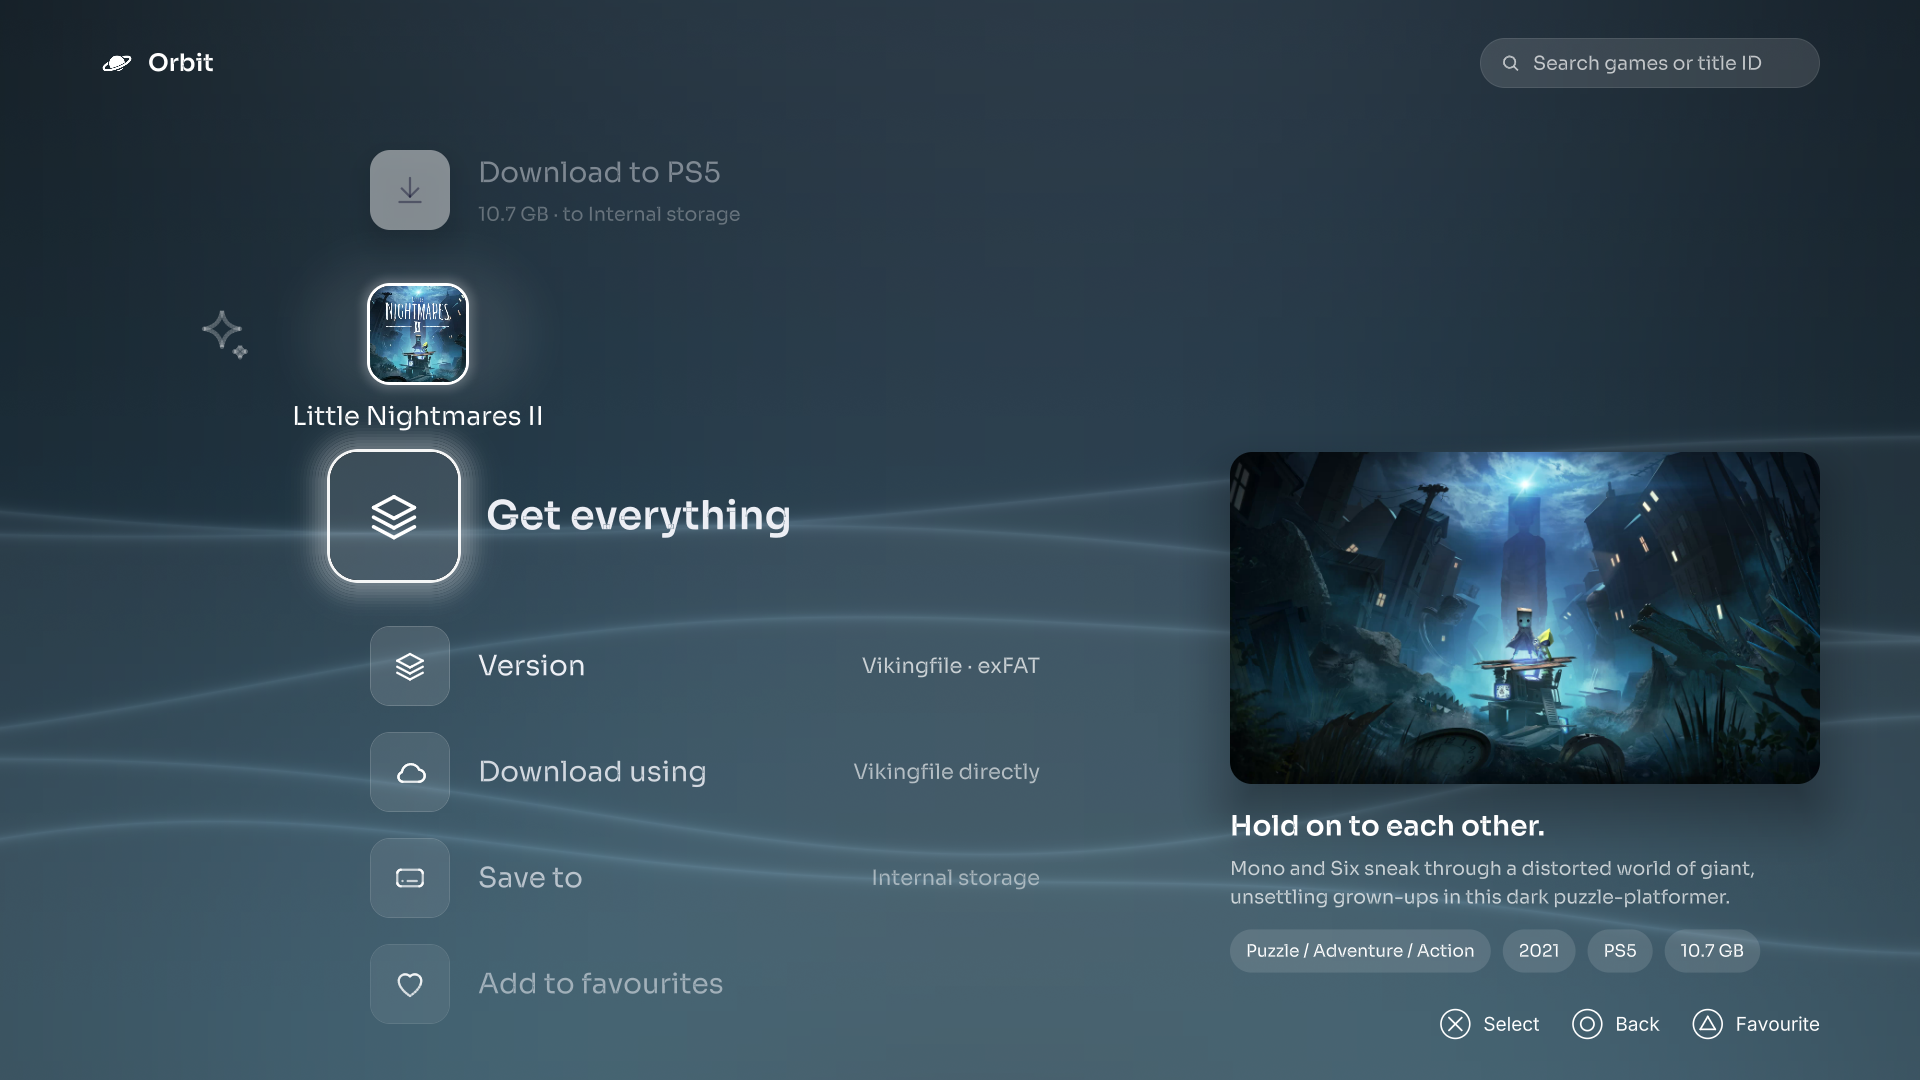 Orbit
Search games or title ID
Download to PS5
10.7 GB · to Internal storage
NIGHTMARES
II
Little Nightmares II
Get everything
Version
Vikingfile · exFAT
Download using
Vikingfile directly
Save to
Internal storage
Add to favourites
Hold on to each other.
Mono and Six sneak through a distorted world of giant,
unsettling grown-ups in this dark puzzle-platformer.
Puzzle / Adventure / Action
2021
PS5
10.7 GB
Select
Back
Favourite